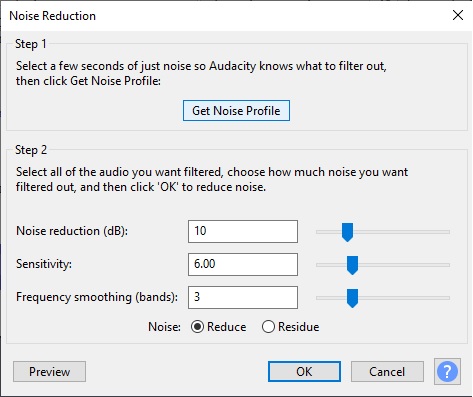 Noise Reduction
Step 1
Select a few seconds of just noise so Audacity knows what to filter out,
then click Get Noise Profile:
Get Noise Profile
Step 2
Select all of the audio you want filtered, choose how much noise you want
filtered out, and then click 'OK' to reduce noise.
Noise reduction (dB): 10
Sensitivity: 6.00
Frequency smoothing (bands): 3
Noise: Reduce Residue
Preview OK Cancel ?